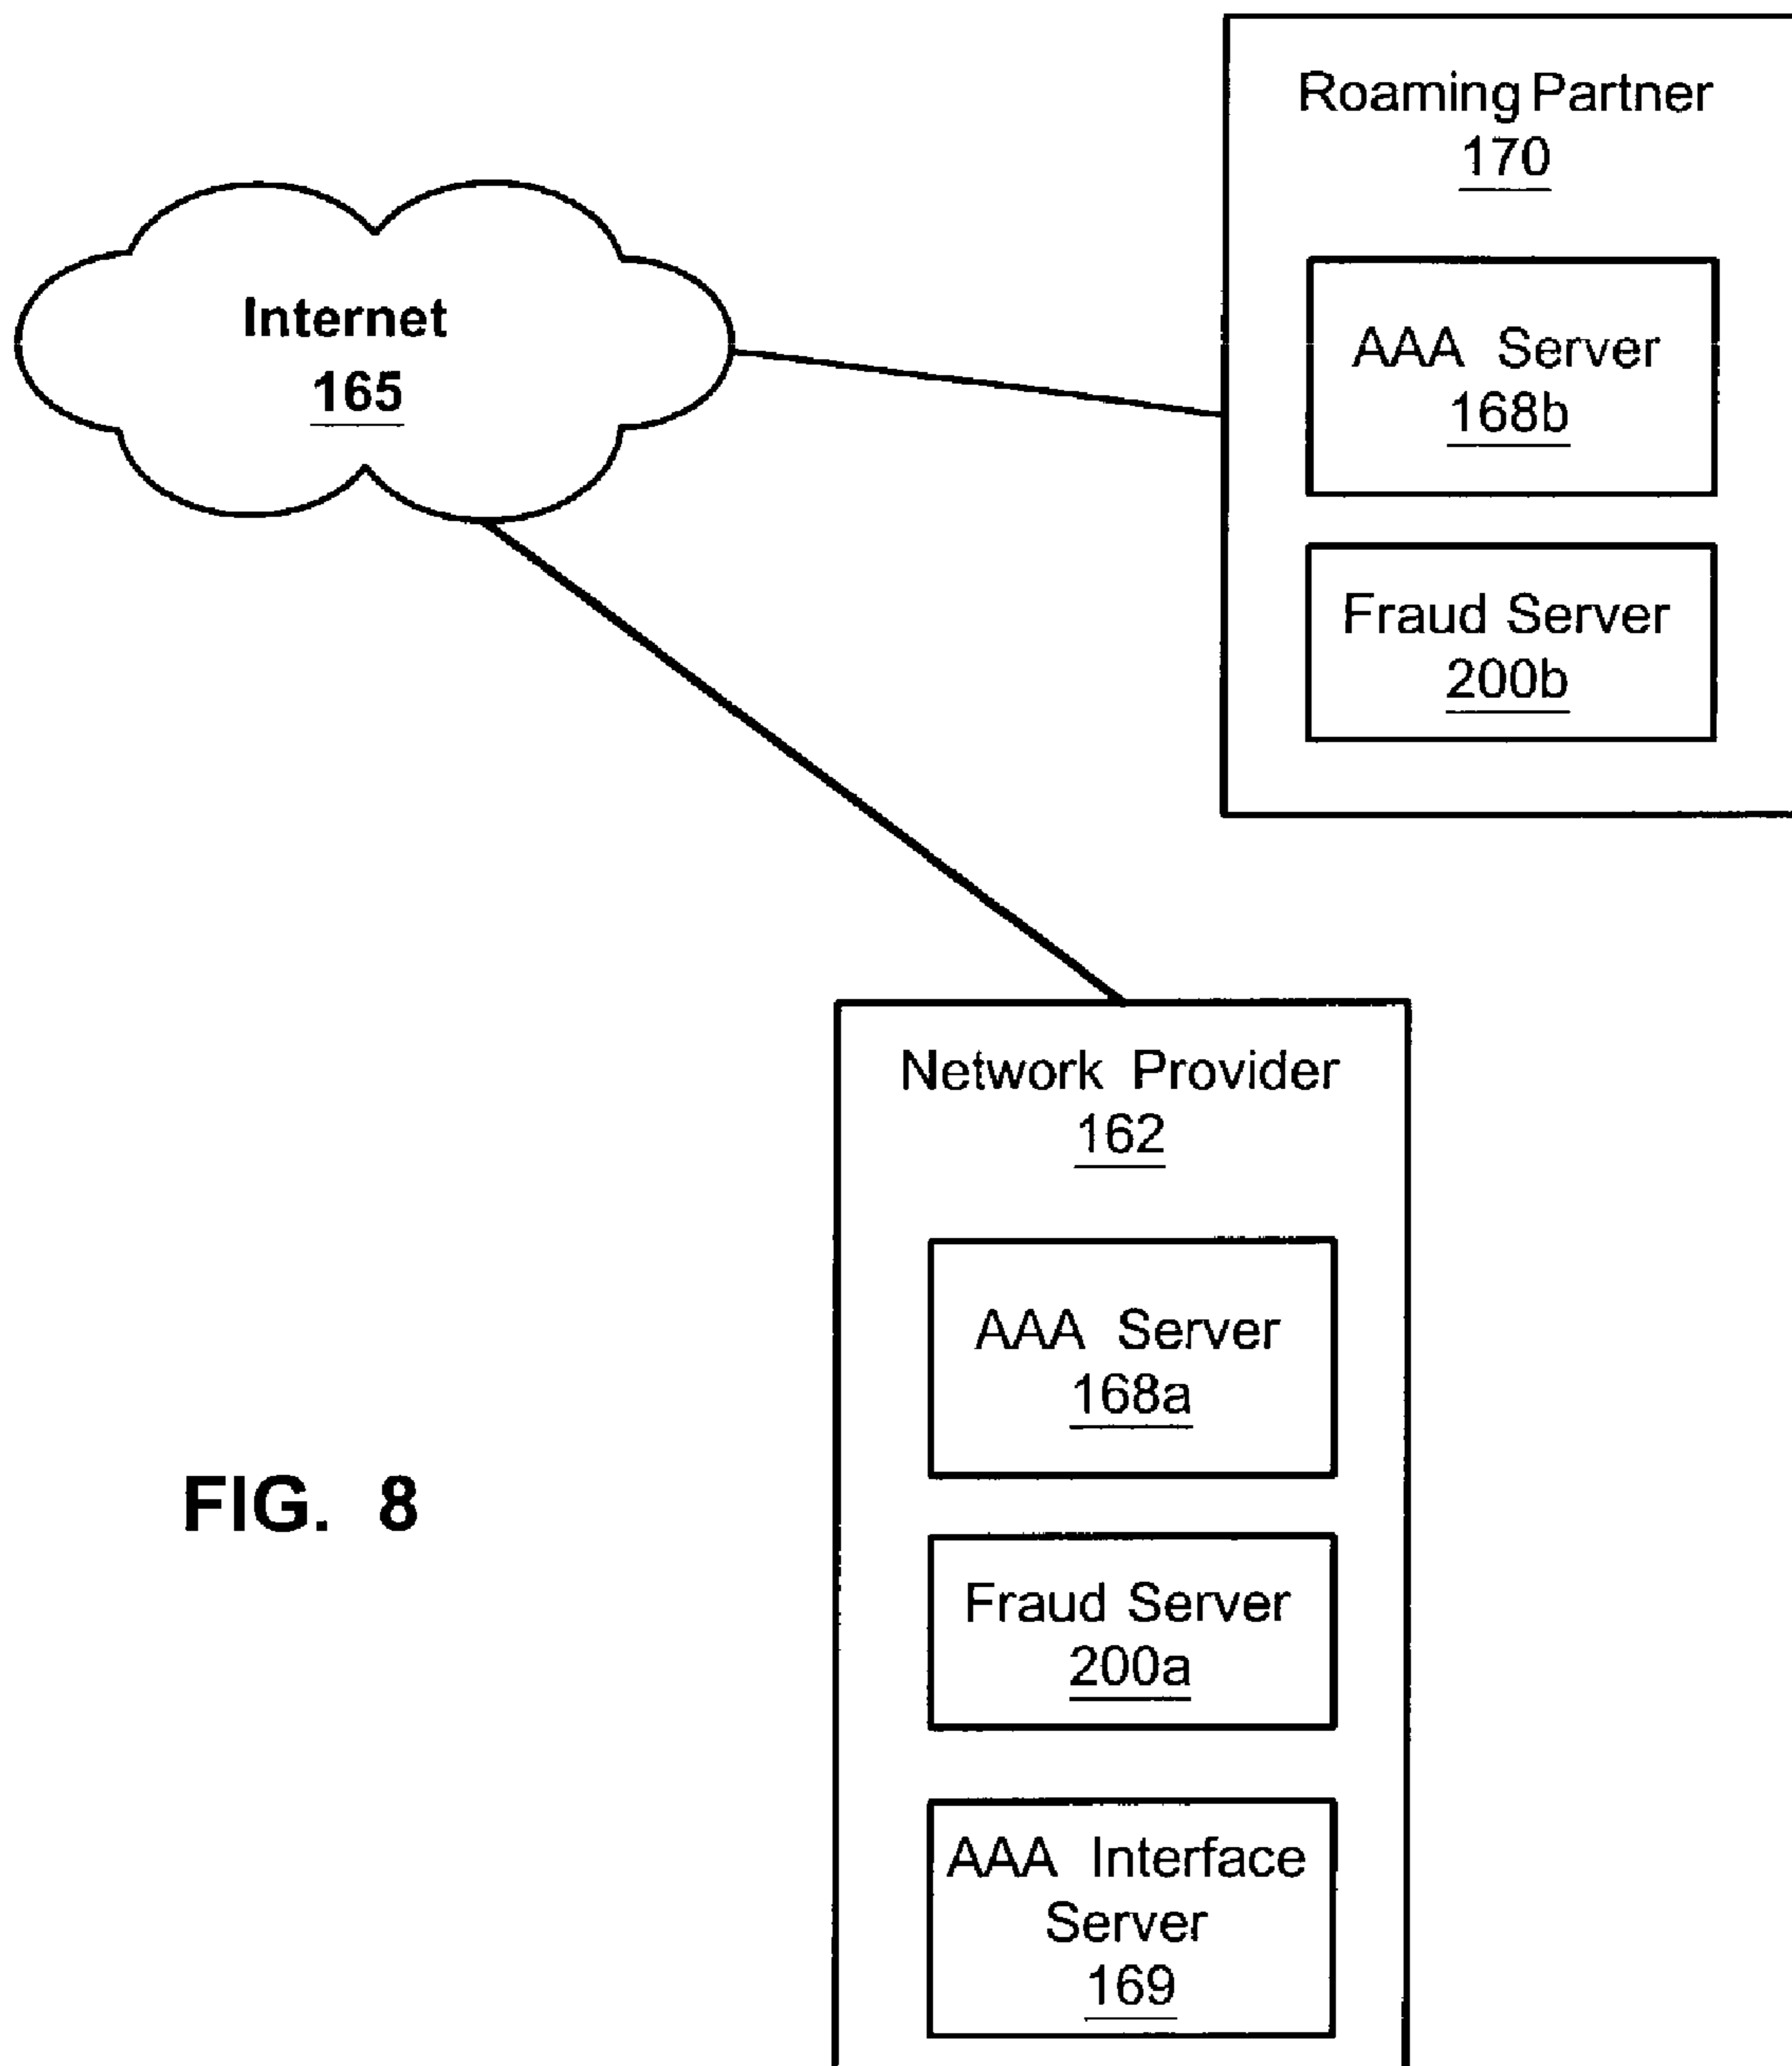 Roaming Partner
170
Internet
165
AAA Server
168b
Fraud Server
200b
Network Provider
162
AAA Server
168a
FIG. 8
Fraud Server
200a
AAA Interface
Server
169